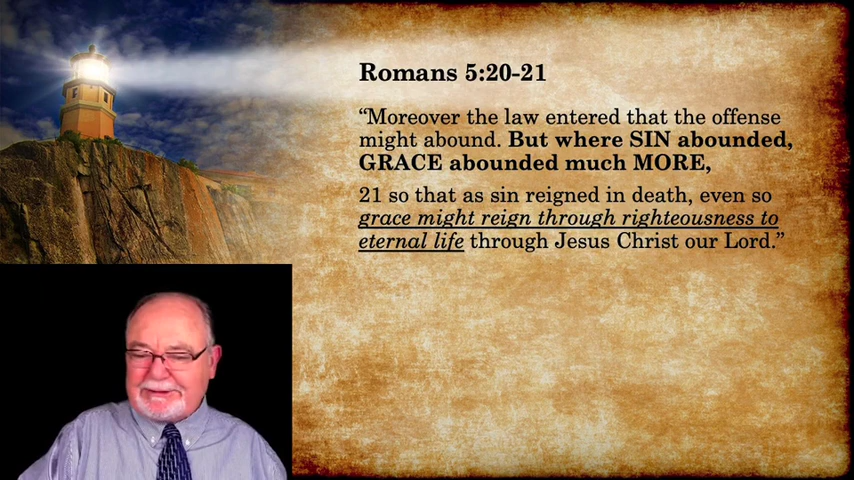 Romans 5:20-21
“Moreover the law entered that the offense
might abound. But where SIN abounded,
GRACE abounded much MORE,
21 so that as sin reigned in death, even so
grace might reign through righteousness to
eternal life through Jesus Christ our Lord.”